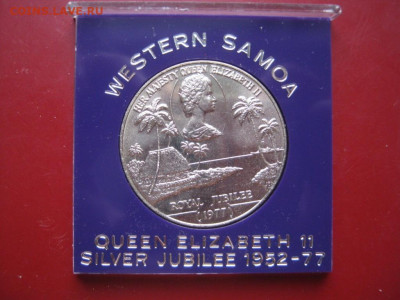 WESTERN SAMOA
HER MAJESTY QUEEN ELIZABETH II
ROYAL JUBILEE
(1977)
QUEEN ELIZABETH 11
SILVER JUBILEE 1952-77